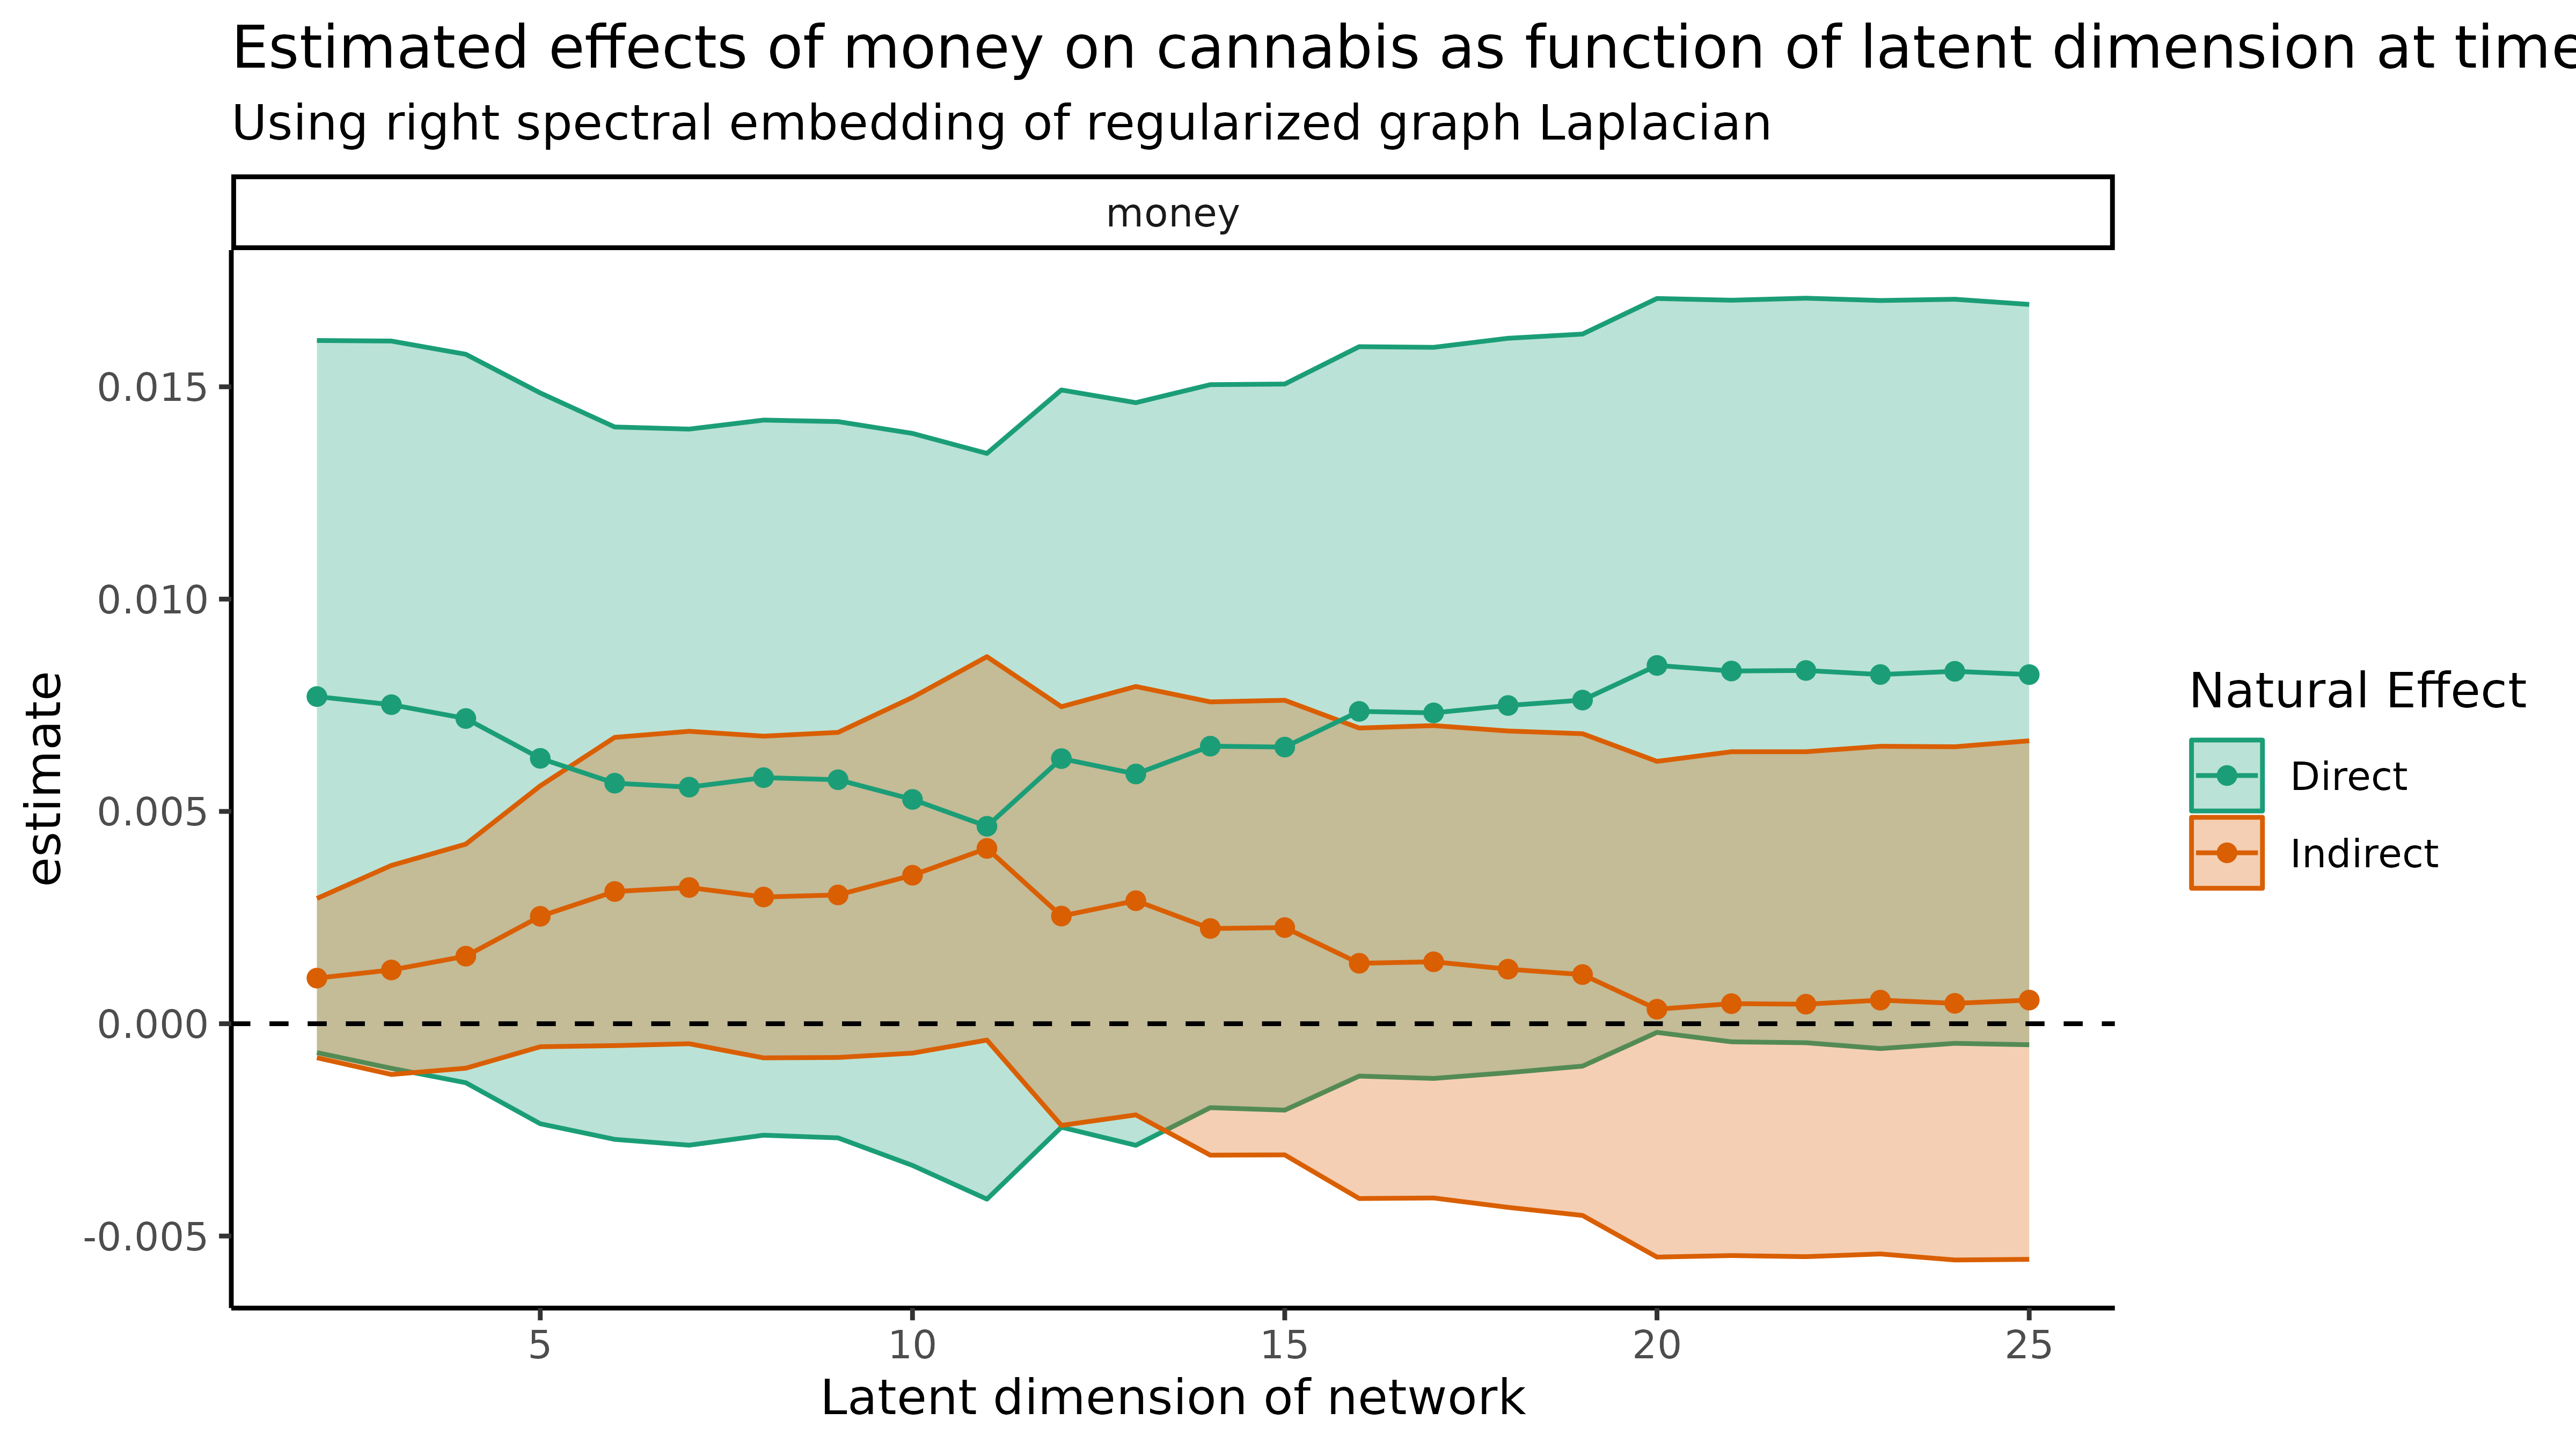 Estimated effects of money on cannabis as function of latent dimension at time
Using right spectral embedding of regularized graph Laplacian
money
0.015
0.010
0.005
0.000
-0.005
estimate
5 10 15 20 25
Latent dimension of network
Natural Effect
Direct
Indirect